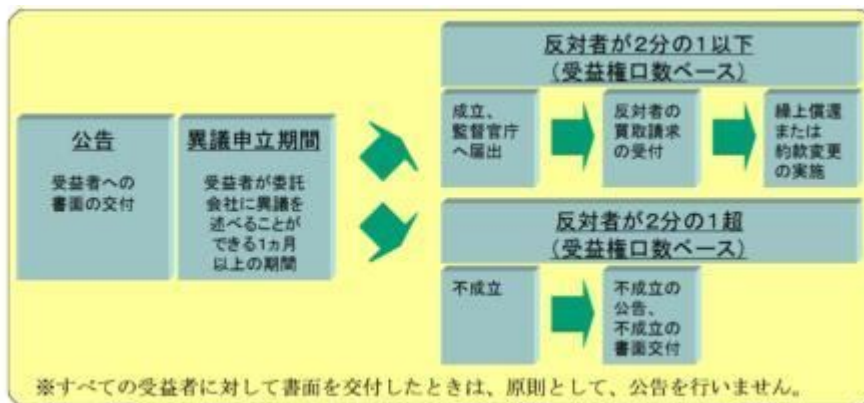 反対者が2分の1以下
(受益権口数ベース)
公告
受益者への
書面の交付
異議申立期間
受益者が委託
会社に異議を
述べることが
できる1ヵ月
以上の期間
成立、
監督官庁
へ届出
反対者の
買取請求
の受付
繰上償還
または
約款変更
の実施
反対者が2分の1超
(受益権口数ベース)
不成立
不成立の
公告、
不成立の
書面交付
※すべての受益者に対して書面を交付したときは、原則として、公告を行いません。